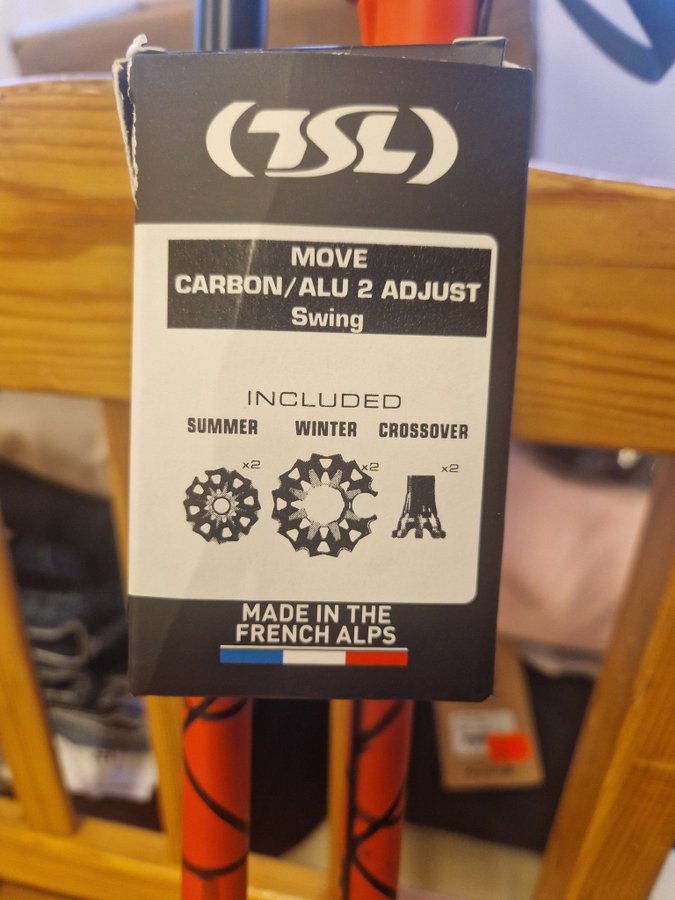 TSL
MOVE
CARBON/ALU 2 ADJUST
Swing
INCLUDED
SUMMER WINTER CROSSOVER
x2 x2 x2
MADE IN THE
FRENCH ALPS